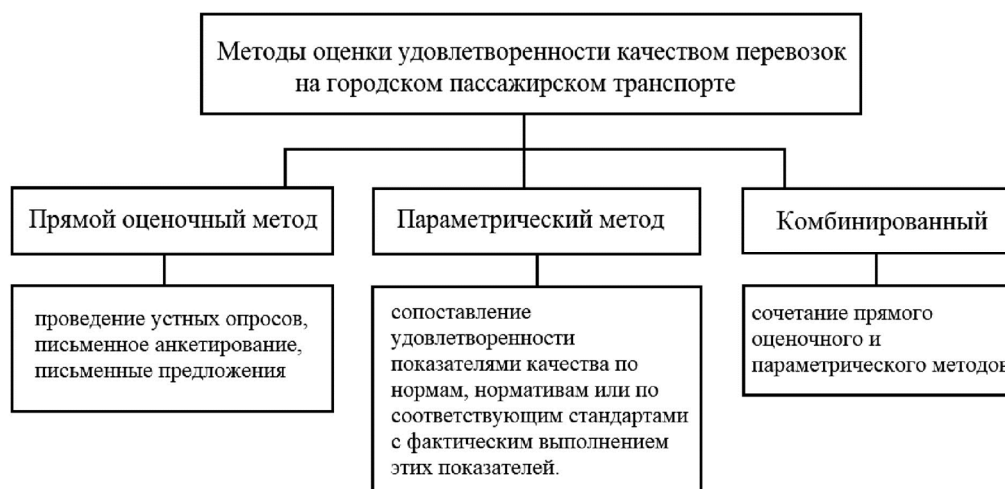 Методы оценки удовлетворенности качеством перевозок
на городском пассажирском транспорте
Прямой оценочный метод
Параметрический метод
Комбинированный
проведение устных опросов,
письменное анкетирование,
письменные предложения
сопоставление
удовлетворенности
показателями качества по
нормам, нормативам или по
соответствующим стандартами
с фактическим выполнением
этих показателей.
сочетание прямого
оценочного и
параметрического методов